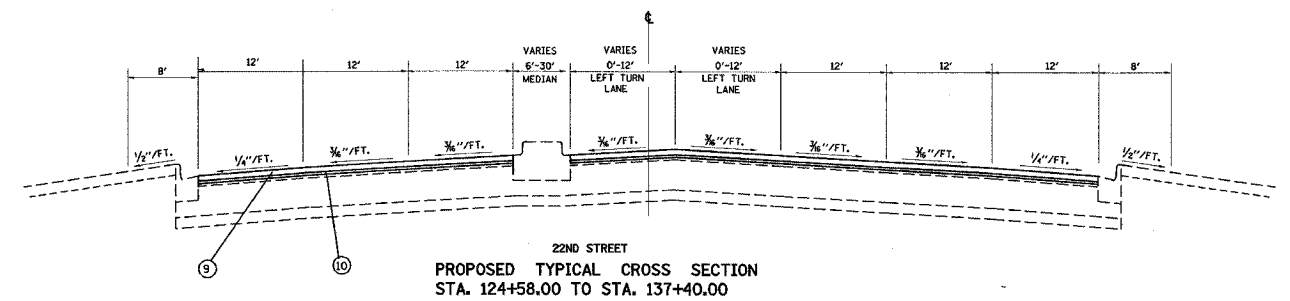 ℄
VARIES VARIES VARIES
8' 12' 12' 12' 6'-30' 0'-12' 0'-12' 12' 12' 12' 8'
MEDIAN LEFT TURN LEFT TURN
LANE LANE
1/2"/FT. 1/4"/FT. 3/16"/FT. 3/16"/FT. 3/16"/FT. 3/16"/FT. 3/16"/FT. 3/16"/FT. 1/4"/FT. 1/2"/FT.
9 10
22ND STREET
PROPOSED TYPICAL CROSS SECTION
STA. 124+58.00 TO STA. 137+40.00